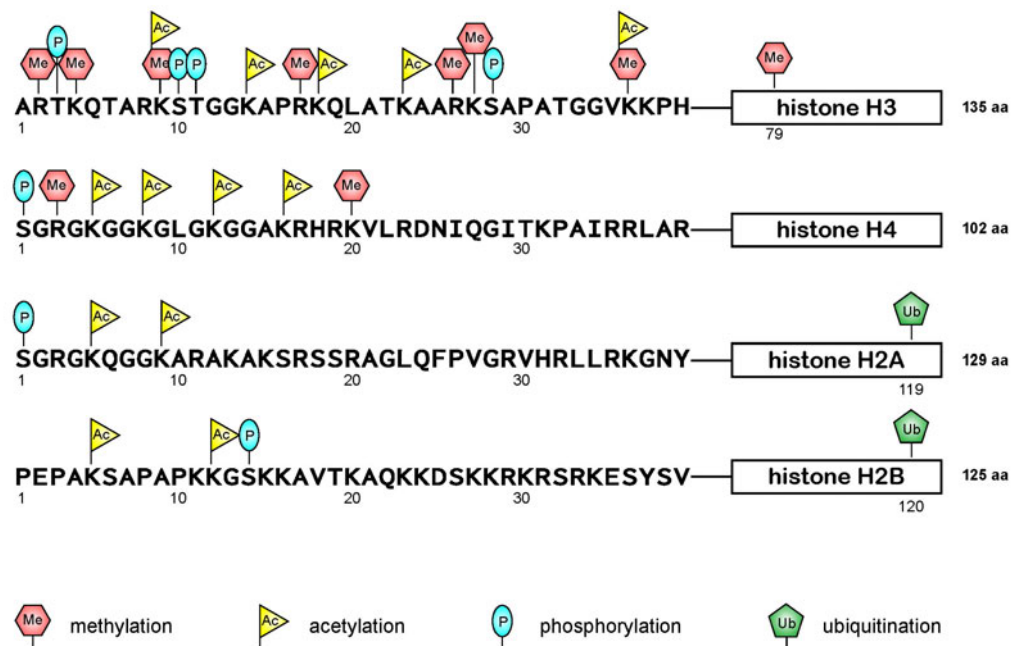 Ac Ac
P Me
Me Me Me P P Ac Me Ac Ac Me P Me Me
ARTKQTARKSTGGKAPRKQLATKAARKSAPATGGVKKPH histone H3 135 aa
1 10 20 30 79
P Me Ac Ac Ac Ac Me
SGRGKGGKGLGKGGAKRHRKVLRDNIQGITKPAIRRLAR histone H4 102 aa
1 10 20 30
P Ac Ac Ub
SGRGKQGGKARAKAKSRSSRAGLQFPVGRVHRLLRKGNY histone H2A 129 aa
1 10 20 30 119
Ac Ac P Ub
PEPAKSAPAPKKGSKKAVTKAQKKDSKKRKRSRKESYSV histone H2B 125 aa
1 10 20 30 120
Me methylation Ac acetylation P phosphorylation Ub ubiquitination